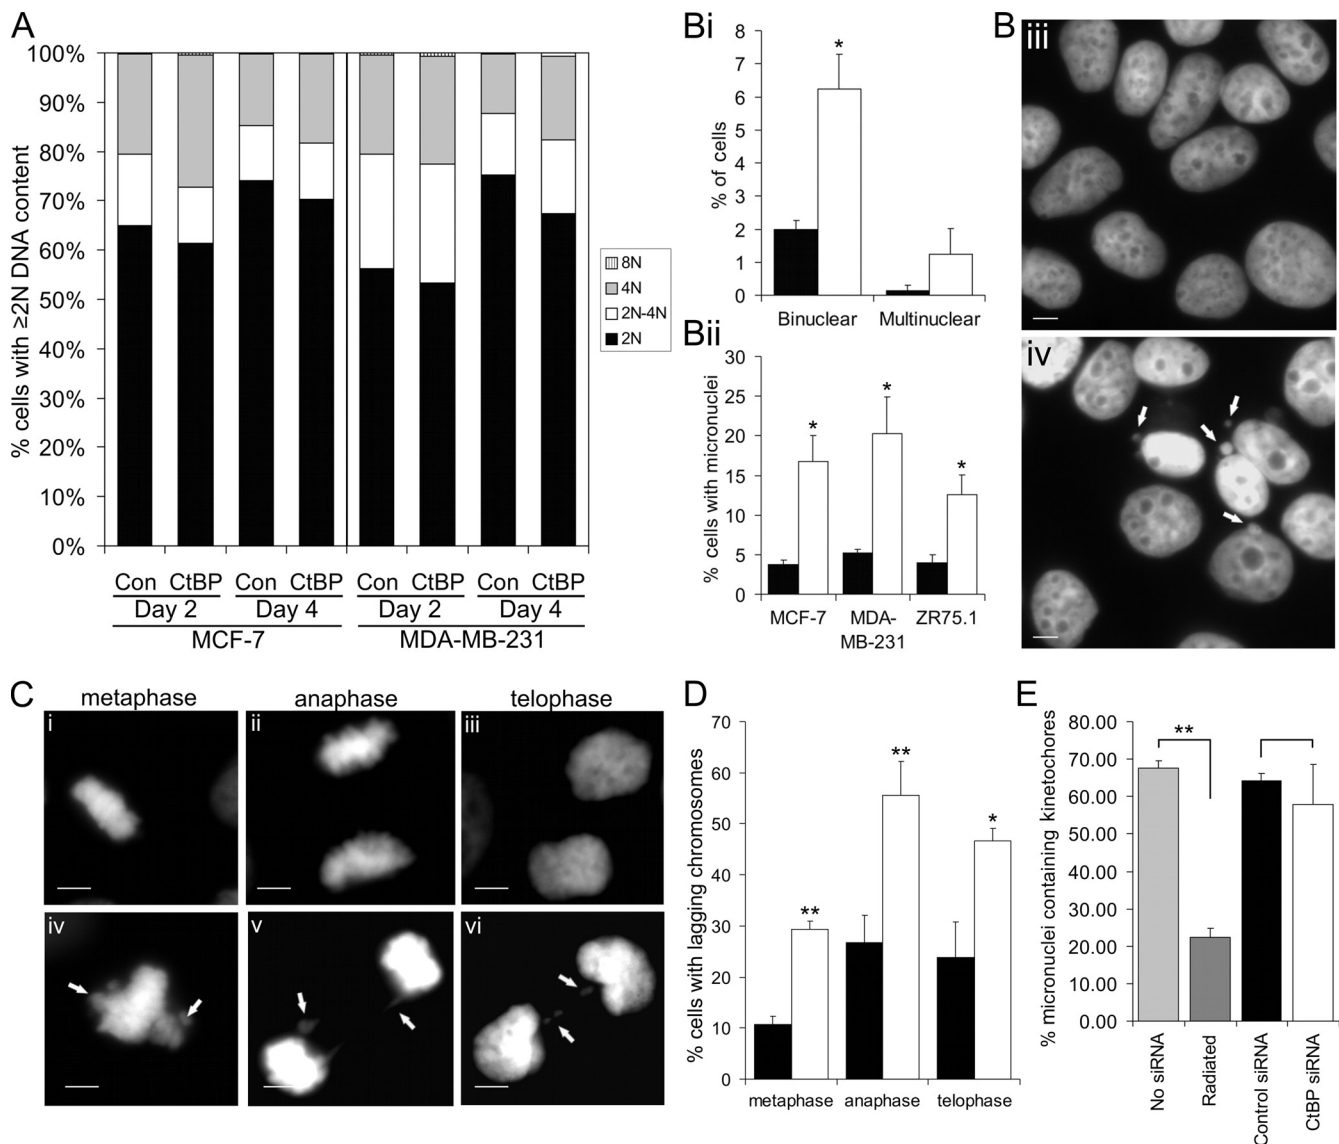 A
% cells with ≥2N DNA content
100%
90%
80%
70%
60%
50%
40%
30%
20%
10%
0%
Con CtBP Con CtBP Con CtBP Con CtBP
Day 2 Day 4 Day 2 Day 4
MCF-7 MDA-MB-231
8N
4N
2N-4N
2N
Bi
% of cells
8
7
6
5
4
3
2
1
0
*
Binuclear Multinuclear
Bii
% cells with micronuclei
30
25
20
15
10
5
0
* * *
MCF-7 MDA- ZR75.1
MB-231
B
iii
iv
C
metaphase anaphase telophase
i ii iii
iv v vi
D
% cells with lagging chromosomes
70
60
50
40
30
20
10
0
** ** *
metaphase anaphase telophase
E
% micronuclei containing kinetochores
80.00
70.00
60.00
50.00
40.00
30.00
20.00
10.00
0.00
**
No siRNA
Radiated
Control siRNA
CtBP siRNA